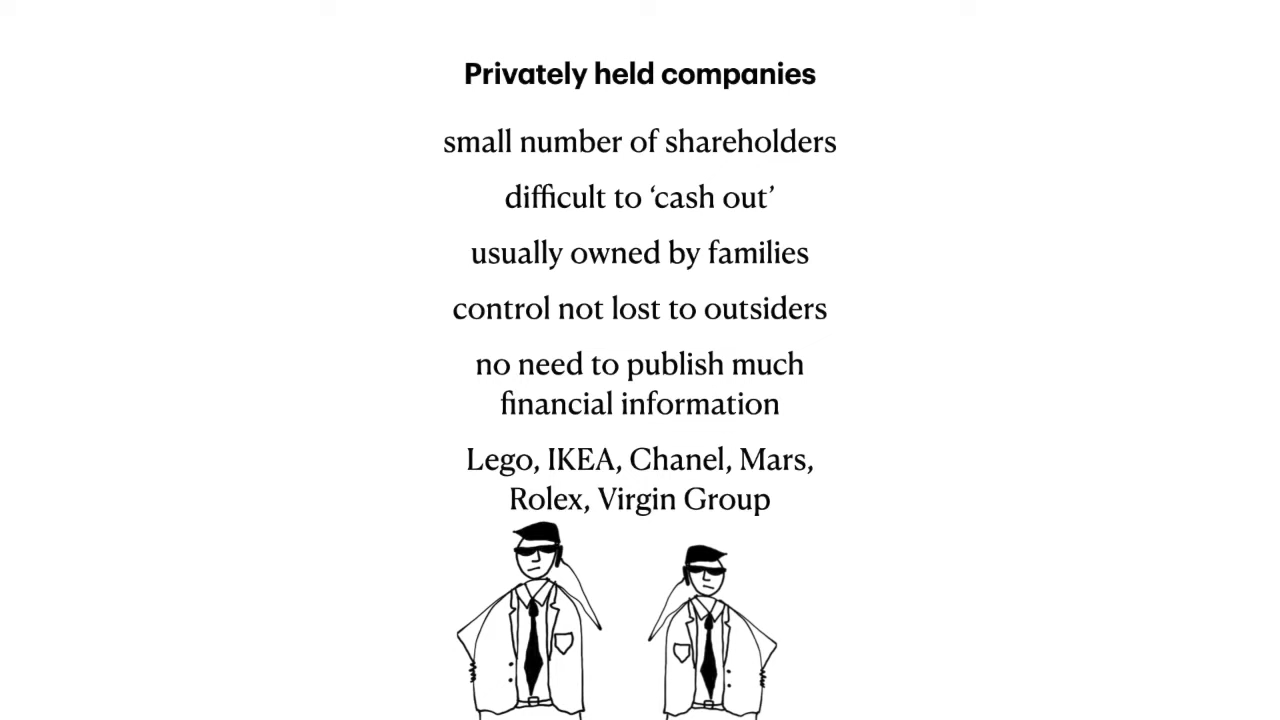 Privately held companies
small number of shareholders
difficult to ‘cash out’
usually owned by families
control not lost to outsiders
no need to publish much
financial information
Lego, IKEA, Chanel, Mars,
Rolex, Virgin Group